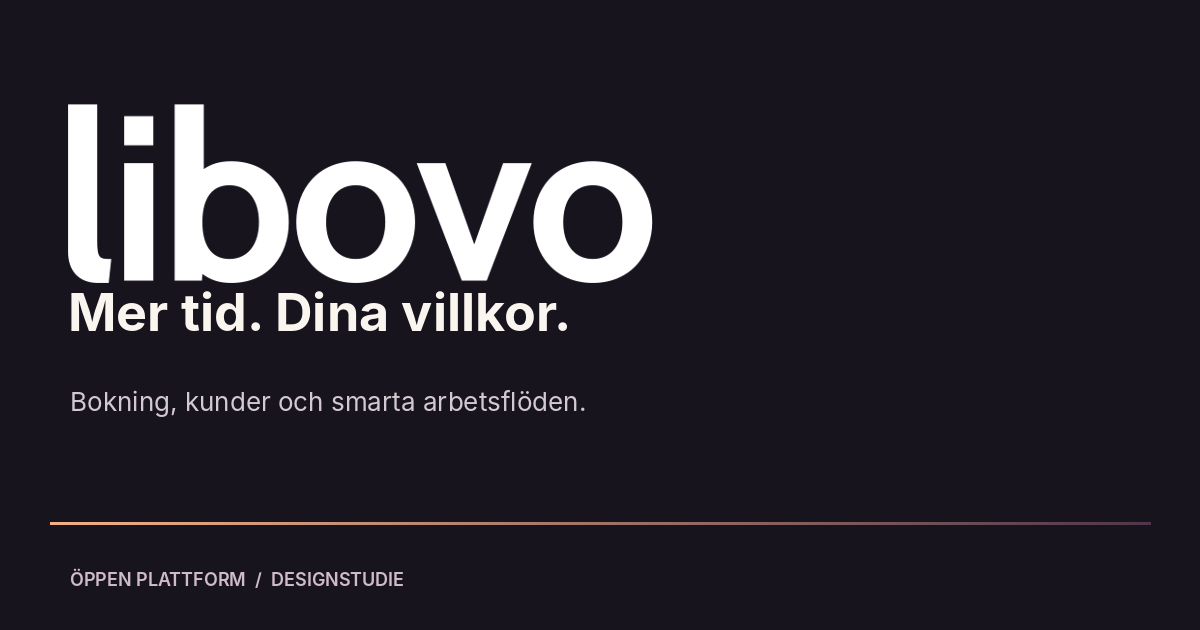 libovo
Mer tid. Dina villkor.
Bokning, kunder och smarta arbetsflöden.
ÖPPEN PLATTFORM / DESIGNSTUDIE